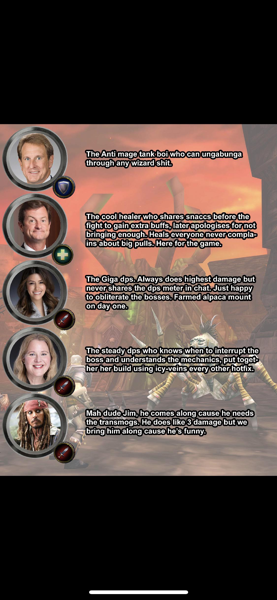 The Anti mage tank boi who can ungabunga
through any wizard shit.
The cool healer who shares snaccs before the
fight to gain extra buffs, later apologises for not
bringing enough. Heals everyone never compla-
ins about big pulls. Here for the game.
The Giga dps. Always does highest damage but
never shares the dps meter in chat. Just happy
to obliterate the bosses. Farmed alpaca mount
on day one.
The steady dps who knows when to interrupt the
boss and understands the mechanics, put toget-
her her build using icy-veins every other hotfix.
Mah dude Jim, he comes along cause he needs
the transmogs. He does like 3 damage but we
bring him along cause he's funny.